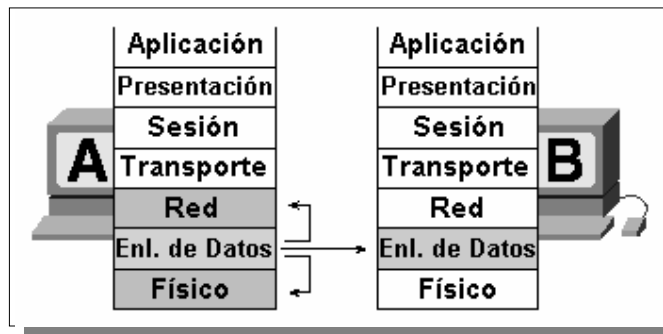 Aplicación
Presentación
Sesión
Transporte
Red
Enl. de Datos
Físico
A
Aplicación
Presentación
Sesión
Transporte
Red
Enl. de Datos
Físico
B